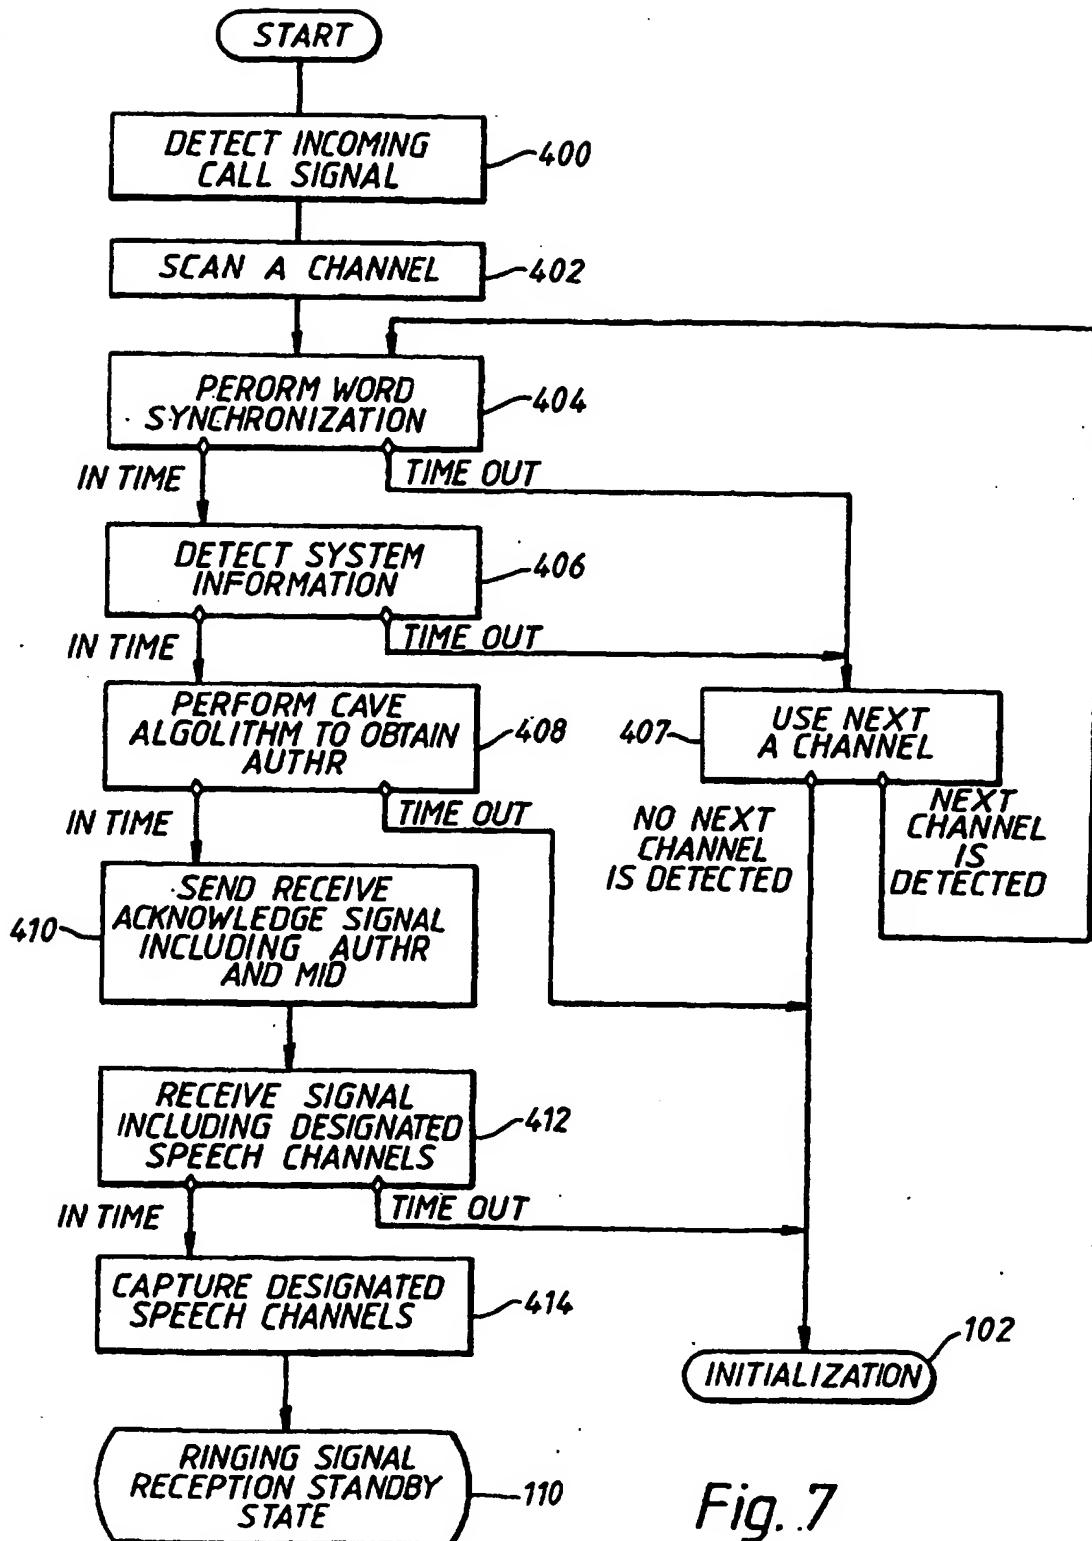 START
DETECT INCOMING
CALL SIGNAL
400
SCAN A CHANNEL
402
PERORM WORD
SYNCHRONIZATION
404
IN TIME
TIME OUT
DETECT SYSTEM
INFORMATION
406
IN TIME
TIME OUT
PERFORM CAVE
ALGOLITHM TO OBTAIN
AUTHR
408
407
USE NEXT
A CHANNEL
IN TIME
TIME OUT
NO NEXT
CHANNEL
IS DETECTED
NEXT
CHANNEL
IS
DETECTED
410
SEND RECEIVE
ACKNOWLEDGE SIGNAL
INCLUDING AUTHR
AND MID
RECEIVE SIGNAL
INCLUDING DESIGNATED
SPEECH CHANNELS
412
IN TIME
TIME OUT
CAPTURE DESIGNATED
SPEECH CHANNELS
414
102
INITIALIZATION
RINGING SIGNAL
RECEPTION STANDBY
STATE
110
Fig. 7